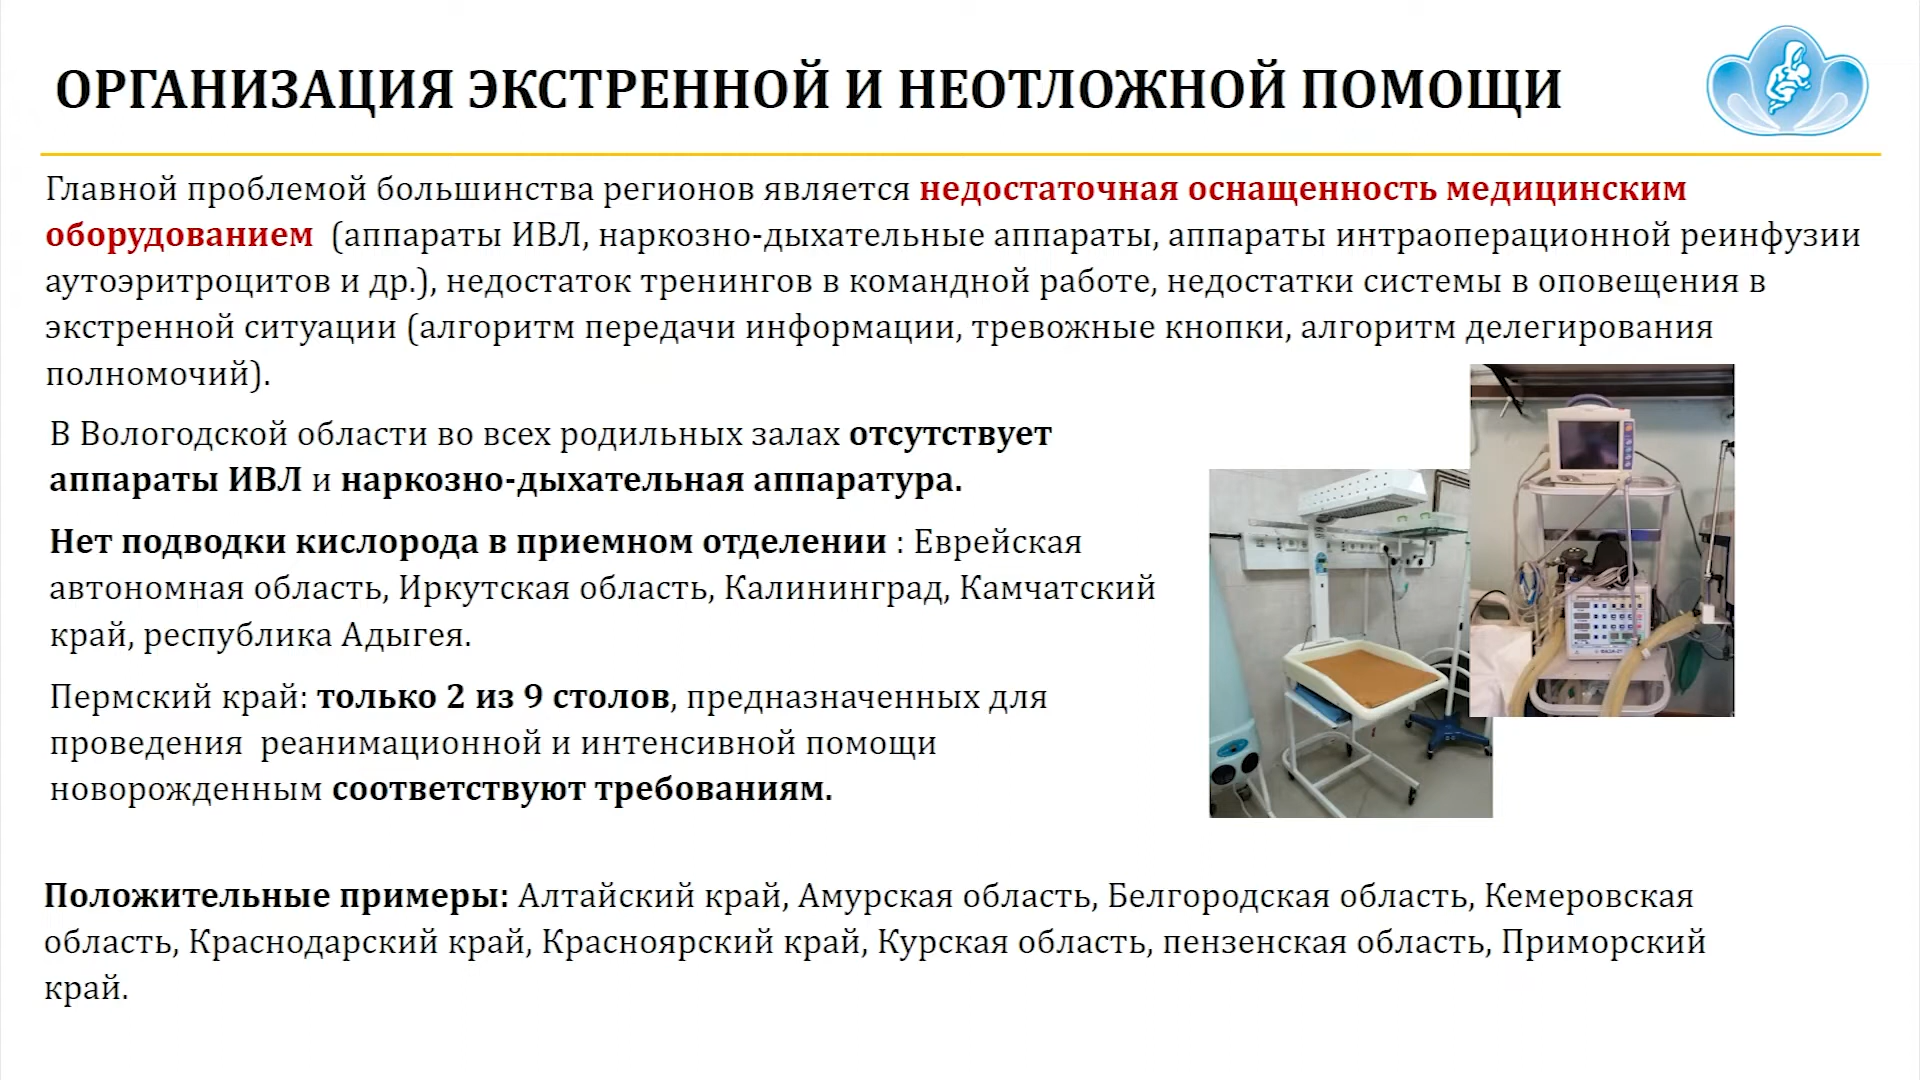 ОРГАНИЗАЦИЯ ЭКСТРЕННОЙ И НЕОТЛОЖНОЙ ПОМОЩИ
Главной проблемой большинства регионов является недостаточная оснащенность медицинским
оборудованием (аппараты ИВЛ, наркозно-дыхательные аппараты, аппараты интраоперационной реинфузии
аутоэритроцитов и др.), недостаток тренингов в командной работе, недостатки системы в оповещения в
экстренной ситуации (алгоритм передачи информации, тревожные кнопки, алгоритм делегирования
полномочий).
В Вологодской области во всех родильных залах отсутствует
аппараты ИВЛ и наркозно-дыхательная аппаратура.
Нет подводки кислорода в приемном отделении : Еврейская
автономная область, Иркутская область, Калининград, Камчатский
край, республика Адыгея.
Пермский край: только 2 из 9 столов, предназначенных для
проведения реанимационной и интенсивной помощи
новорожденным соответствуют требованиям.
Положительные примеры: Алтайский край, Амурская область, Белгородская область, Кемеровская
область, Краснодарский край, Красноярский край, Курская область, пензенская область, Приморский
край.